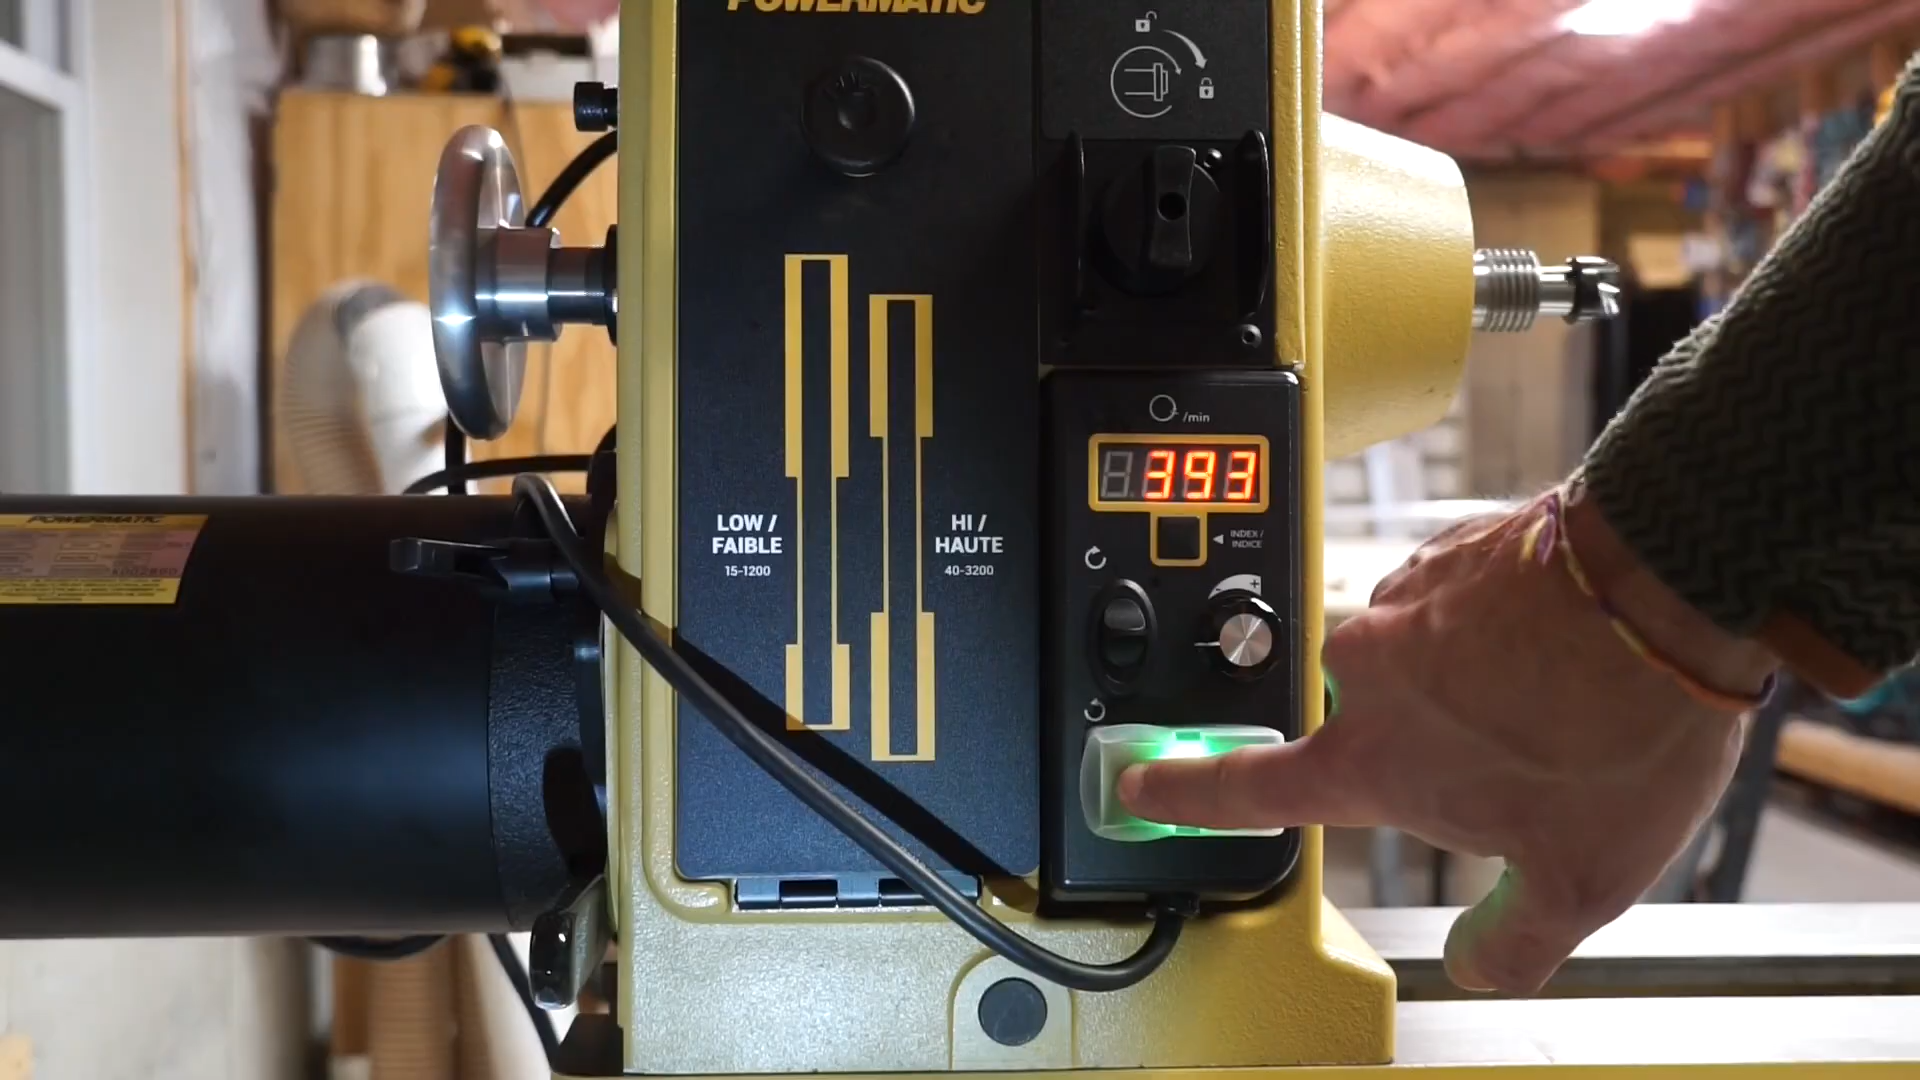 POWERMATIC
/min
393
INDEX /
INDICE
LOW /
FAIBLE
15-1200
HI /
HAUTE
40-3200
+
POWERMATIC